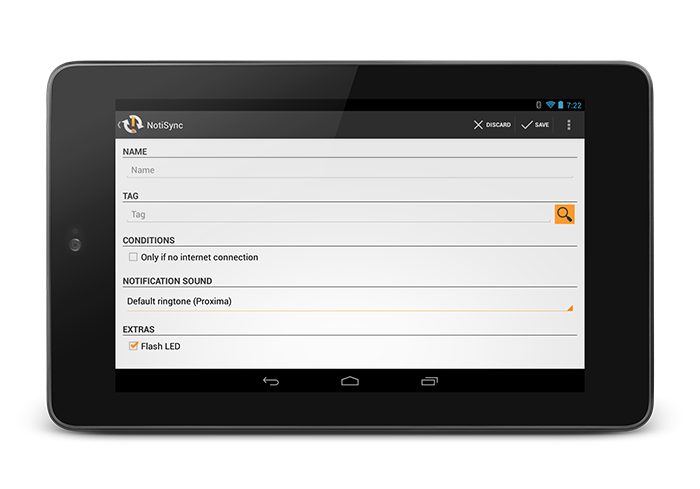 7:22
NotiSync
DISCARD
SAVE
NAME
Name
TAG
Tag
CONDITIONS
Only if no internet connection
NOTIFICATION SOUND
Default ringtone (Proxima)
EXTRAS
Flash LED